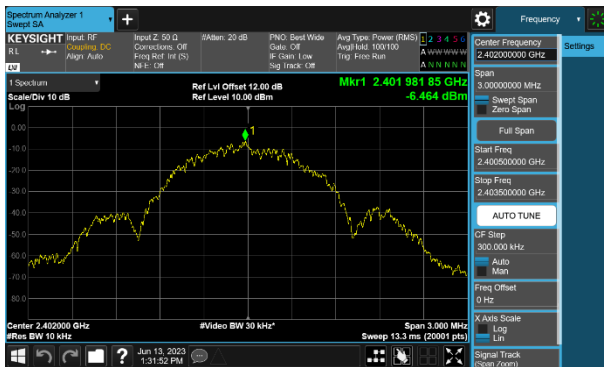 Spectrum Analyzer 1
Swept SA
+
Frequency
KEYSIGHT
Input: RF
Input Z: 50 Ω
#Atten: 20 dB
PNO: Best Wide
Avg Type: Power (RMS)
1 2 3 4 5 6
RL
Coupling: DC
Corrections: Off
Gate: Off
Avg|Hold: 100/100
A W W W W W
Align: Auto
Freq Ref: Int (S)
IF Gain: Low
Trig: Free Run
NFE: Off
Sig Track: Off
A N N N N N
LXI
1 Spectrum
Ref Lvl Offset 12.00 dB
Mkr1 2.401 981 85 GHz
Scale/Div 10 dB
Ref Level 10.00 dBm
-6.464 dBm
Log
1
0.00
-10.0
-20.0
-30.0
-40.0
-50.0
-60.0
-70.0
-80.0
Center 2.402000 GHz
#Video BW 30 kHz*
Span 3.000 MHz
#Res BW 10 kHz
Sweep 13.3 ms (20001 pts)
Jun 13, 2023
1:31:52 PM
?
Center Frequency
2.402000000 GHz
Settings
Span
3.00000000 MHz
Swept Span
Zero Span
Full Span
Start Freq
2.400500000 GHz
Stop Freq
2.403500000 GHz
AUTO TUNE
CF Step
300.000 kHz
Auto
Man
Freq Offset
0 Hz
X Axis Scale
Log
Lin
Signal Track
(Span Zoom)